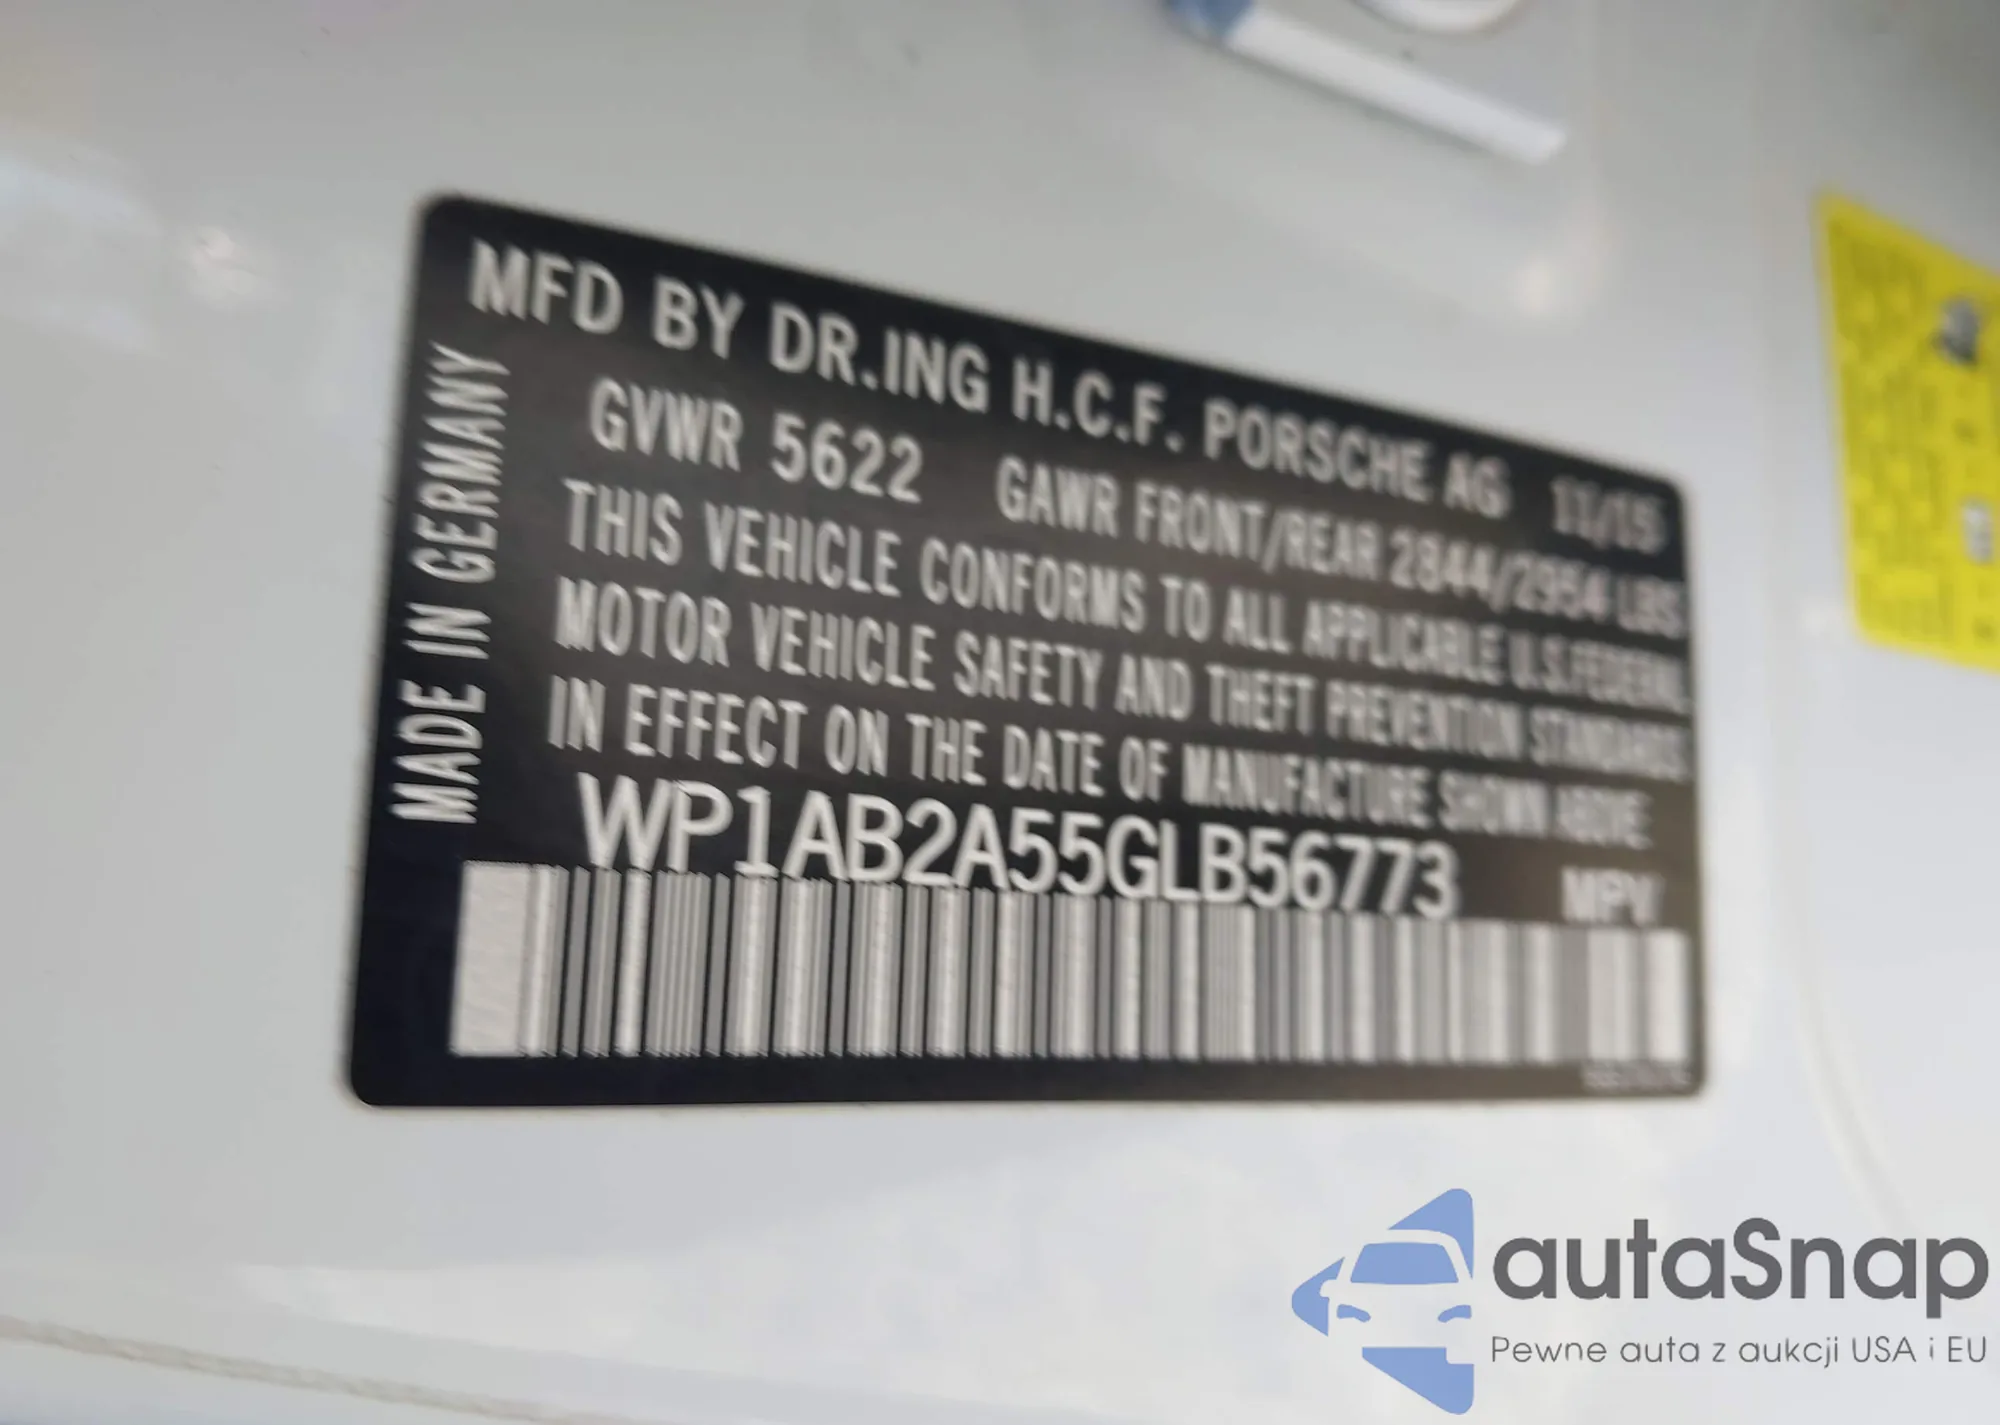 MFD BY DR.ING H.C.F. PORSCHE AG 11/15
GVWR 5622 GAWR FRONT/REAR 2844/2954 LBS
THIS VEHICLE CONFORMS TO ALL APPLICABLE U.S.FEDERAL
MOTOR VEHICLE SAFETY AND THEFT PREVENTION STANDARDS
IN EFFECT ON THE DATE OF MANUFACTURE SHOWN ABOVE
WP1AB2A55GLB56773 MPV
MADE IN GERMANY
autaSnap
Pewne auta z aukcji USA i EU